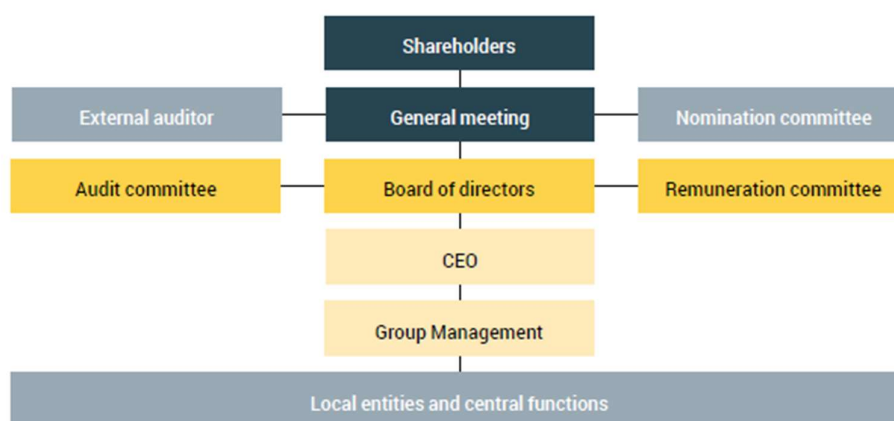 Shareholders
External auditor
General meeting
Nomination committee
Audit committee
Board of directors
Remuneration committee
CEO
Group Management
Local entities and central functions